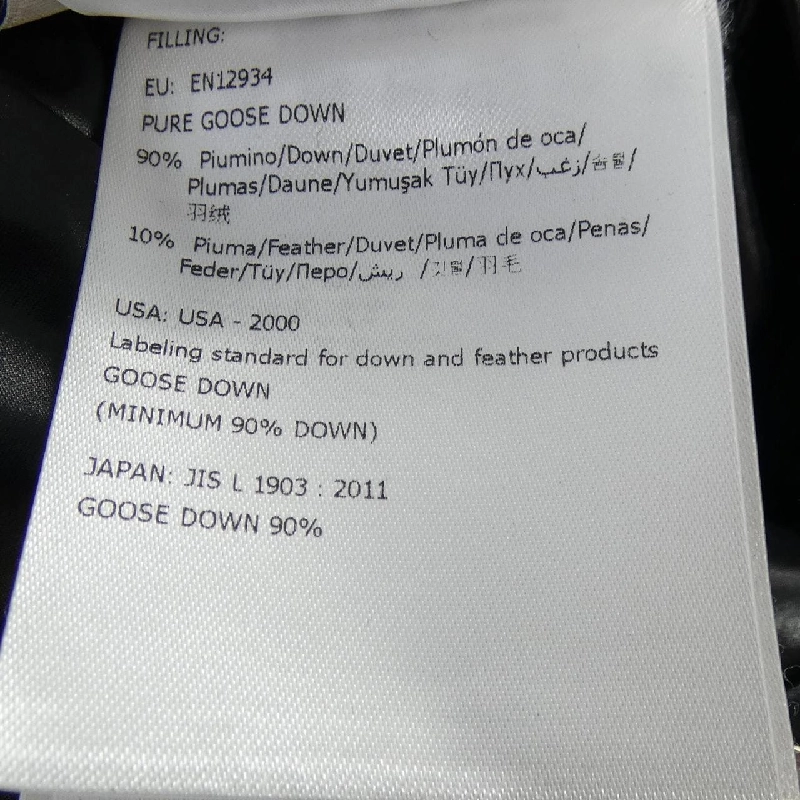 FILLING:
EU: EN12934
PURE GOOSE DOWN
90% Piumino/Down/Duvet/Plumón de oca/
Plumas/Daune/Yumuşak Tüy/Пух/زغب/솜털/
羽绒
10% Piuma/Feather/Duvet/Pluma de oca/Penas/
Feder/Tüy/Перо/ريش /깃털/羽毛
USA: USA - 2000
Labeling standard for down and feather products
GOOSE DOWN
(MINIMUM 90% DOWN)
JAPAN: JIS L 1903 : 2011
GOOSE DOWN 90%